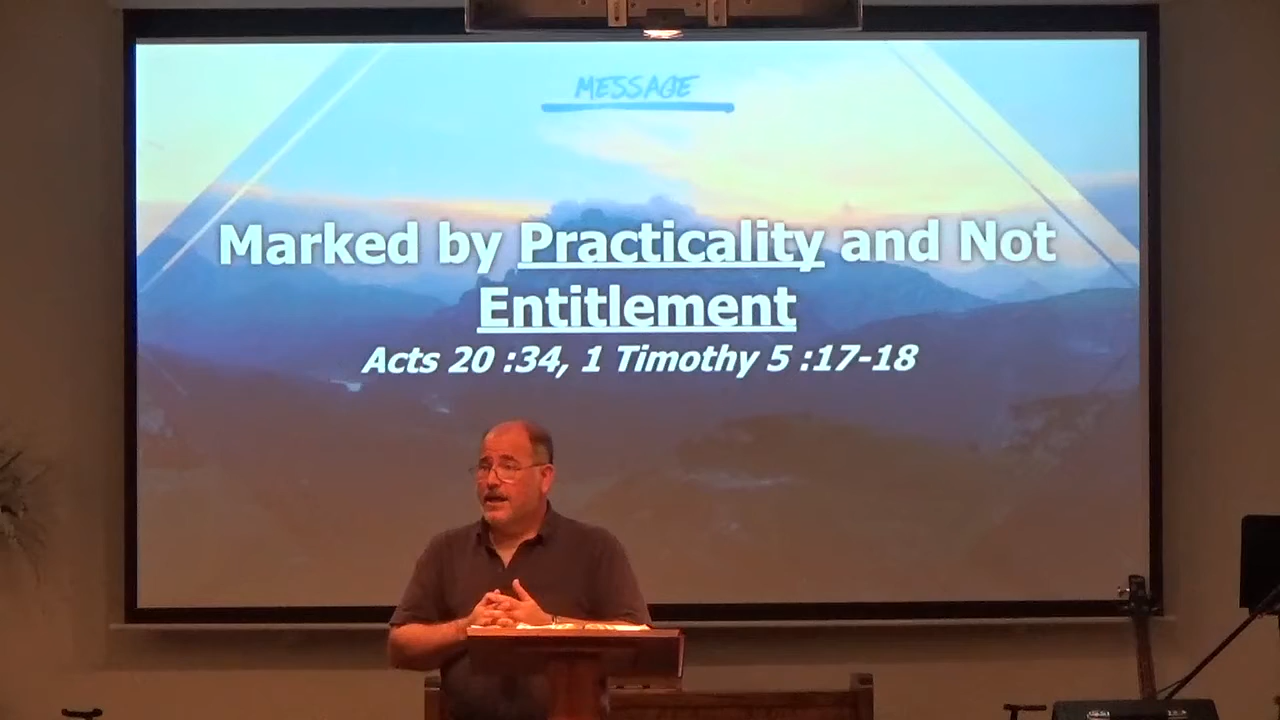 MESSAGE
Marked by Practicality and Not
Entitlement
Acts 20 :34, 1 Timothy 5 :17-18